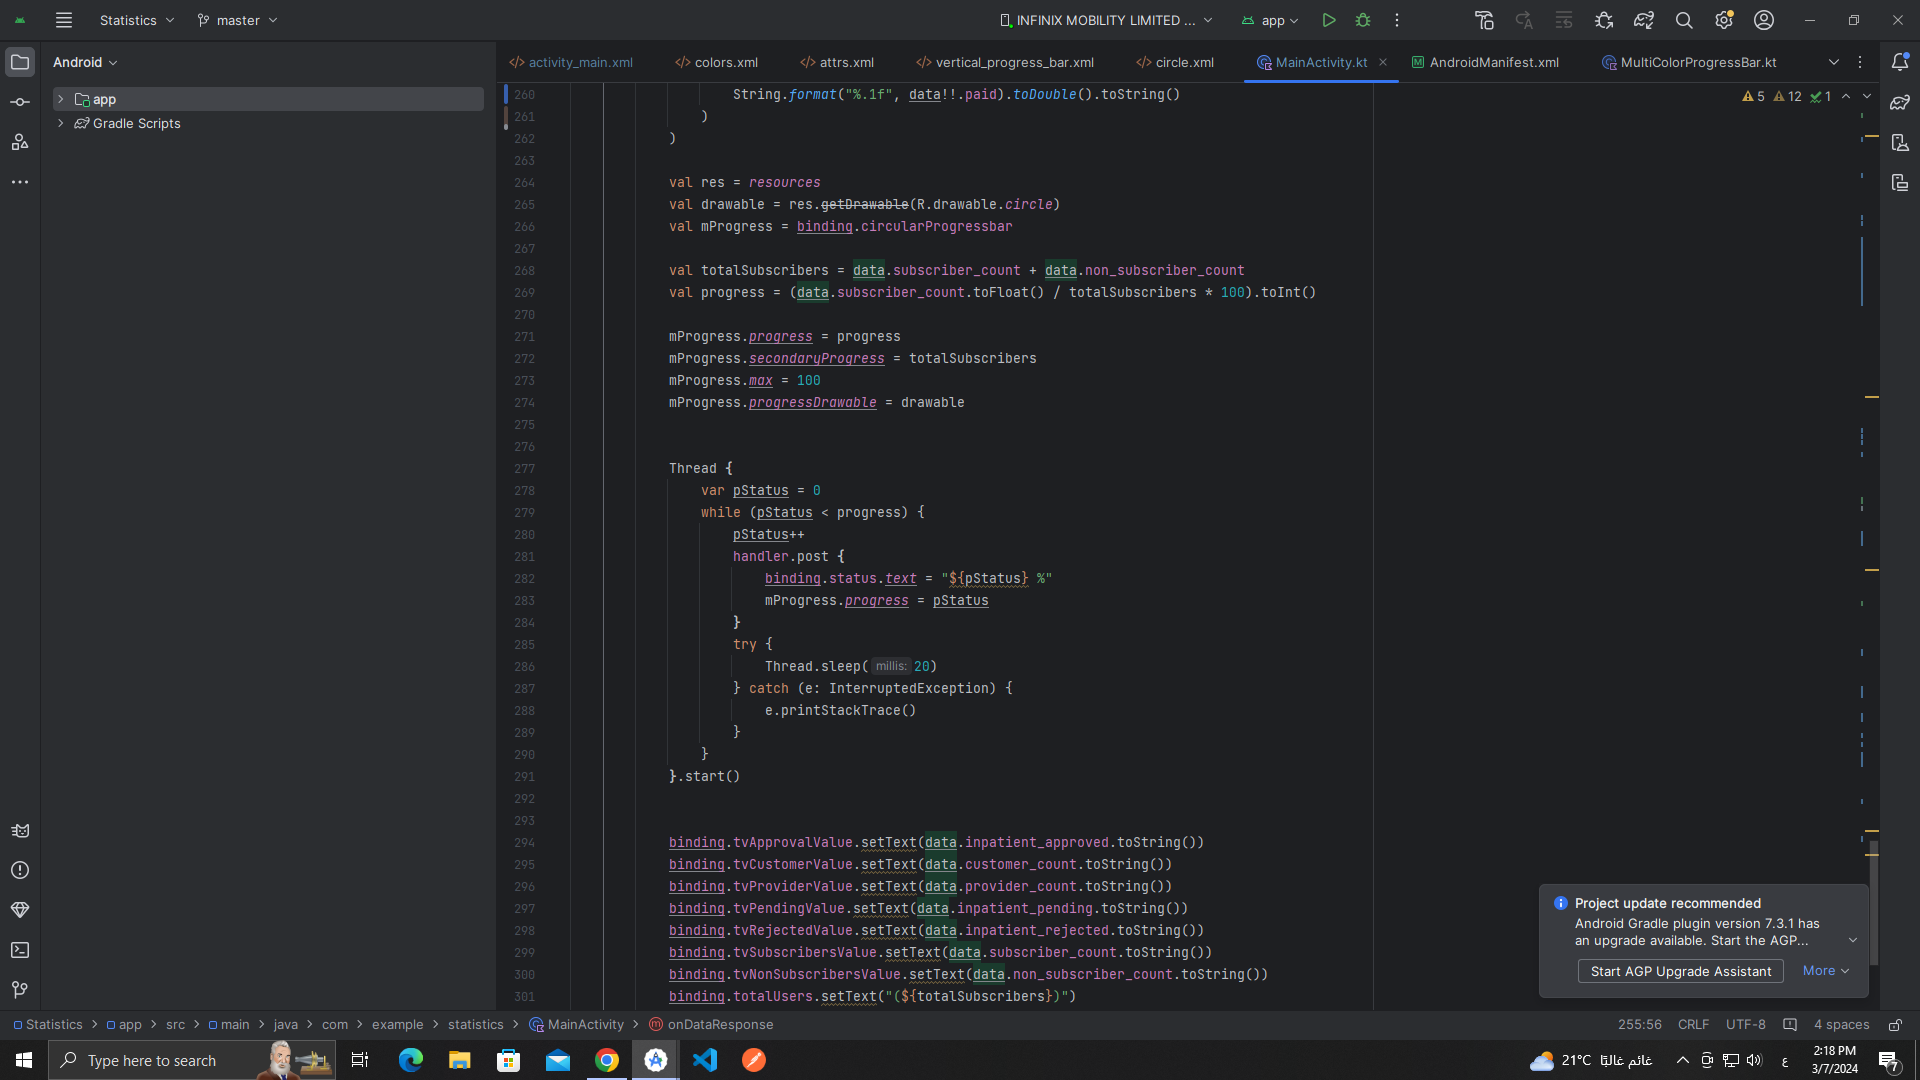 Statistics
master
INFINIX MOBILITY LIMITED ...
app
Android
activity_main.xml
colors.xml
attrs.xml
vertical_progress_bar.xml
circle.xml
MainActivity.kt
AndroidManifest.xml
MultiColorProgressBar.kt
app
Gradle Scripts
5 12 1
260 String.format("%.1f", data!!.paid).toDouble().toString()
261 )
262 )
263
264 val res = resources
265 val drawable = res.getDrawable(R.drawable.circle)
266 val mProgress = binding.circularProgressbar
267
268 val totalSubscribers = data.subscriber_count + data.non_subscriber_count
269 val progress = (data.subscriber_count.toFloat() / totalSubscribers * 100).toInt()
270
271 mProgress.progress = progress
272 mProgress.secondaryProgress = totalSubscribers
273 mProgress.max = 100
274 mProgress.progressDrawable = drawable
275
276
277 Thread {
278 var pStatus = 0
279 while (pStatus < progress) {
280 pStatus++
281 handler.post {
282 binding.status.text = "${pStatus} %"
283 mProgress.progress = pStatus
284 }
285 try {
286 Thread.sleep( millis: 20)
287 } catch (e: InterruptedException) {
288 e.printStackTrace()
289 }
290 }
291 }.start()
292
293
294 binding.tvApprovalValue.setText(data.inpatient_approved.toString())
295 binding.tvCustomerValue.setText(data.customer_count.toString())
296 binding.tvProviderValue.setText(data.provider_count.toString())
297 binding.tvPendingValue.setText(data.inpatient_pending.toString())
298 binding.tvRejectedValue.setText(data.inpatient_rejected.toString())
299 binding.tvSubscribersValue.setText(data.subscriber_count.toString())
300 binding.tvNonSubscribersValue.setText(data.non_subscriber_count.toString())
301 binding.totalUsers.setText("(${totalSubscribers})")
Project update recommended
Android Gradle plugin version 7.3.1 has
an upgrade available. Start the AGP...
Start AGP Upgrade Assistant
More
Statistics > app > src > main > java > com > example > statistics > MainActivity > onDataResponse
255:56 CRLF UTF-8 4 spaces
Type here to search
21°C غائم غالبًا
ع
2:18 PM
3/7/2024
7